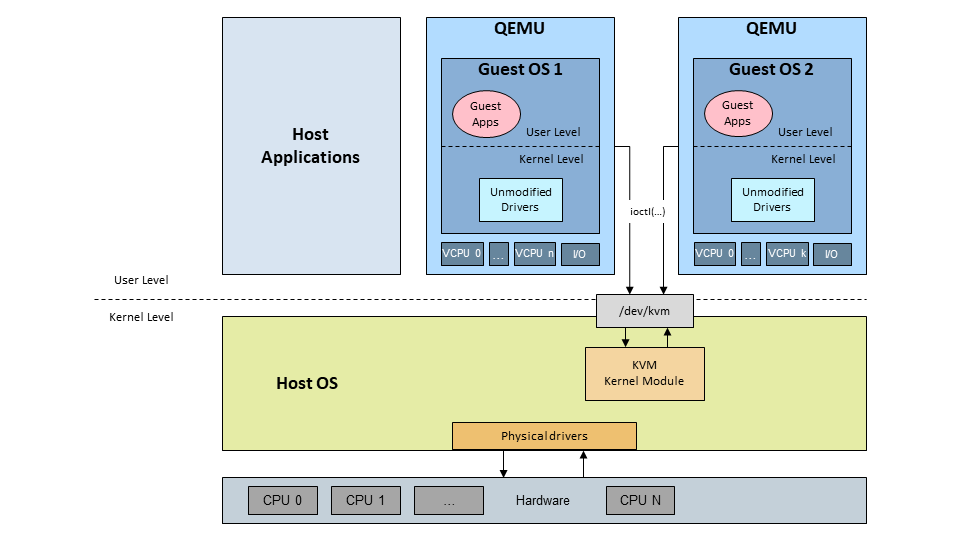 QEMU
QEMU
Host
Applications
Guest OS 1
Guest
Apps
User Level
Kernel Level
Unmodified
Drivers
VCPU 0
...
VCPU n
I/O
ioctl(...)
Guest OS 2
Guest
Apps
User Level
Kernel Level
Unmodified
Drivers
VCPU 0
...
VCPU k
I/O
User Level
Kernel Level
/dev/kvm
KVM
Kernel Module
Host OS
Physical drivers
CPU 0
CPU 1
...
Hardware
CPU N